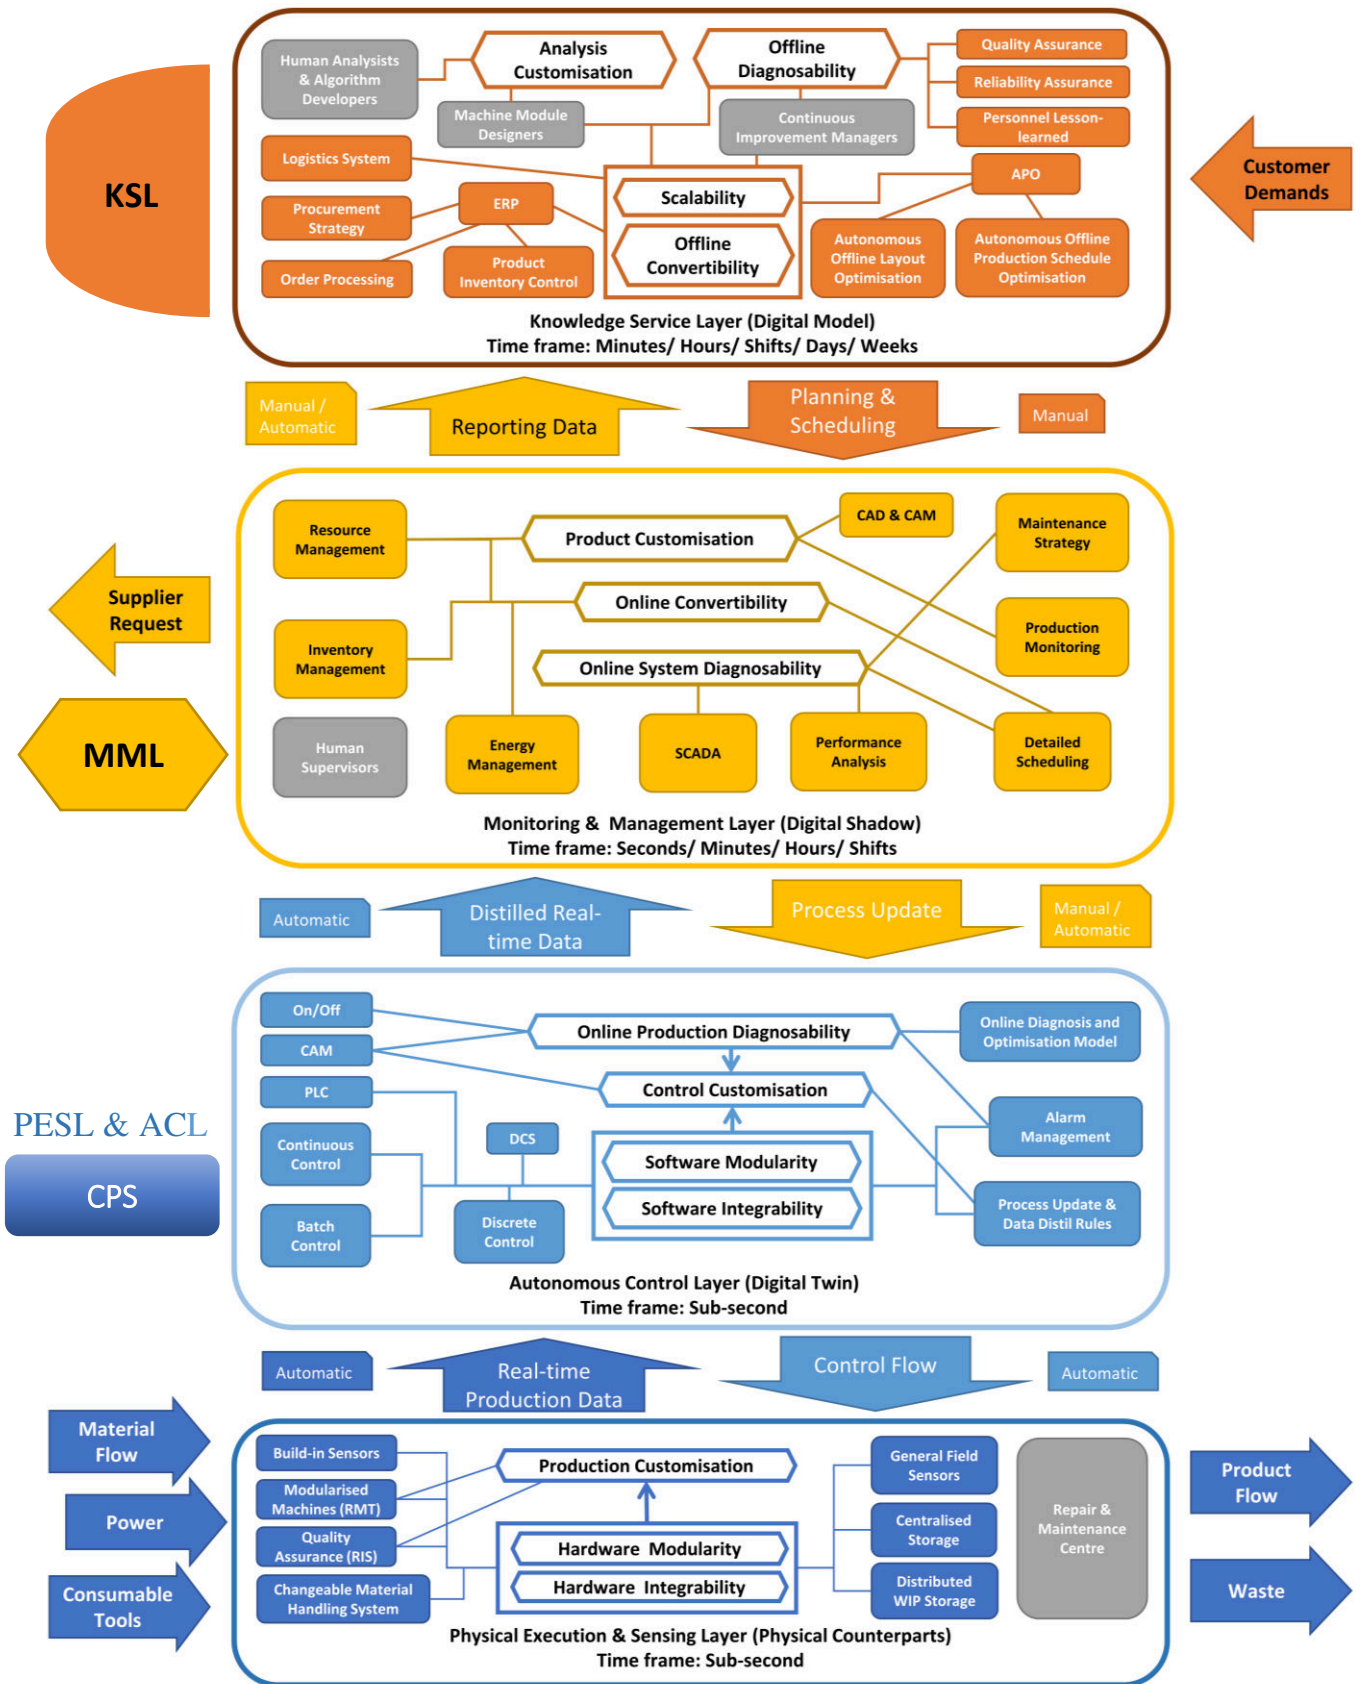 KSL
Human Analysists
& Algorithm
Developers
Analysis
Customisation
Offline
Diagnosability
Quality Assurance
Reliability Assurance
Personnel Lesson-
learned
Machine Module
Designers
Continuous
Improvement Managers
Logistics System
Procurement
Strategy
ERP
Order Processing
Product
Inventory Control
Scalability
Offline
Convertibility
APO
Autonomous
Offline Layout
Optimisation
Autonomous Offline
Production Schedule
Optimisation
Knowledge Service Layer (Digital Model)
Time frame: Minutes/ Hours/ Shifts/ Days/ Weeks
Customer
Demands
Manual /
Automatic
Reporting Data
Planning &
Scheduling
Manual
Supplier
Request
MML
Resource
Management
Product Customisation
CAD & CAM
Maintenance
Strategy
Online Convertibility
Inventory
Management
Production
Monitoring
Online System Diagnosability
Human
Supervisors
Energy
Management
SCADA
Performance
Analysis
Detailed
Scheduling
Monitoring &  Management Layer (Digital Shadow)
Time frame: Seconds/ Minutes/ Hours/ Shifts
Automatic
Distilled Real-
time Data
Process Update
Manual /
Automatic
PESL & ACL
CPS
On/Off
CAM
PLC
Continuous
Control
Batch
Control
DCS
Discrete
Control
Online Production Diagnosability
Control Customisation
Software Modularity
Software Integrability
Online Diagnosis and
Optimisation Model
Alarm
Management
Process Update &
Data Distil Rules
Autonomous Control Layer (Digital Twin)
Time frame: Sub-second
Automatic
Real-time
Production Data
Control Flow
Automatic
Material
Flow
Power
Consumable
Tools
Build-in Sensors
Modularised
Machines (RMT)
Quality
Assurance (RIS)
Changeable Material
Handling System
Production Customisation
Hardware  Modularity
Hardware  Integrability
General Field
Sensors
Centralised
Storage
Distributed
WIP Storage
Repair &
Maintenance
Centre
Physical Execution & Sensing Layer (Physical Counterparts)
Time frame: Sub-second
Product
Flow
Waste